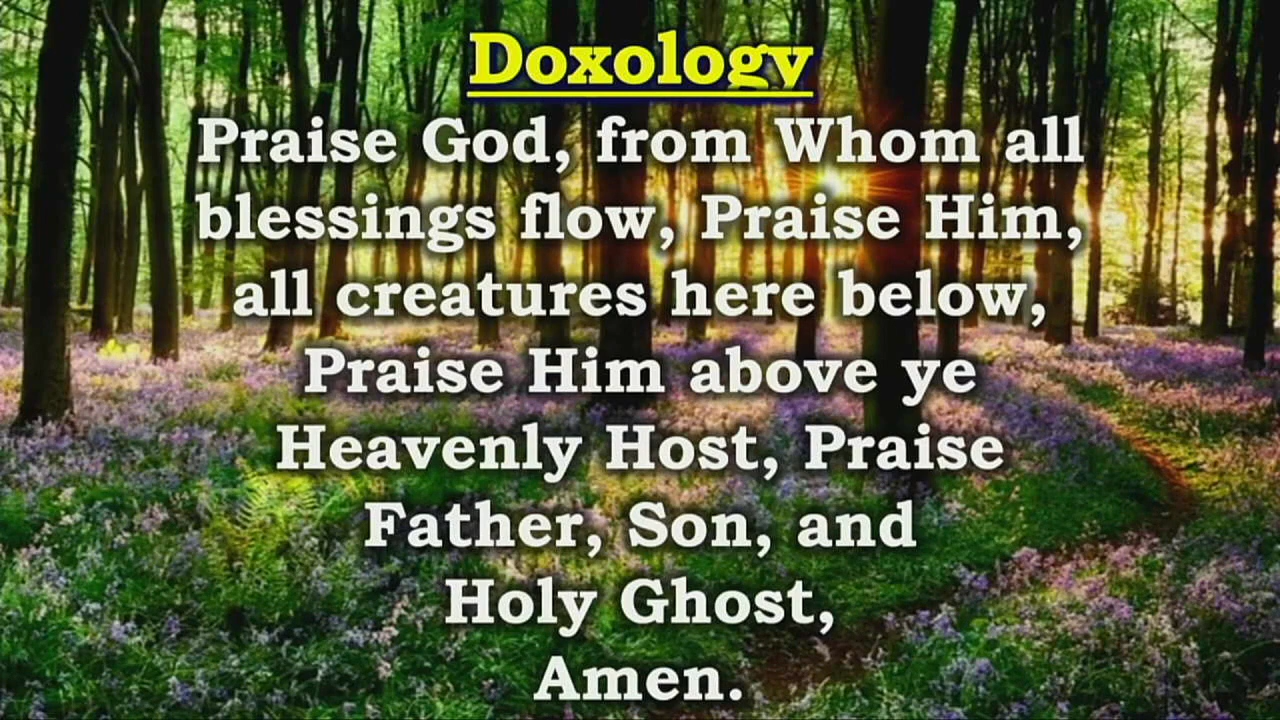 Doxology
Praise God, from Whom all
blessings flow, Praise Him,
all creatures here below,
Praise Him above ye
Heavenly Host, Praise
Father, Son, and
Holy Ghost,
Amen.